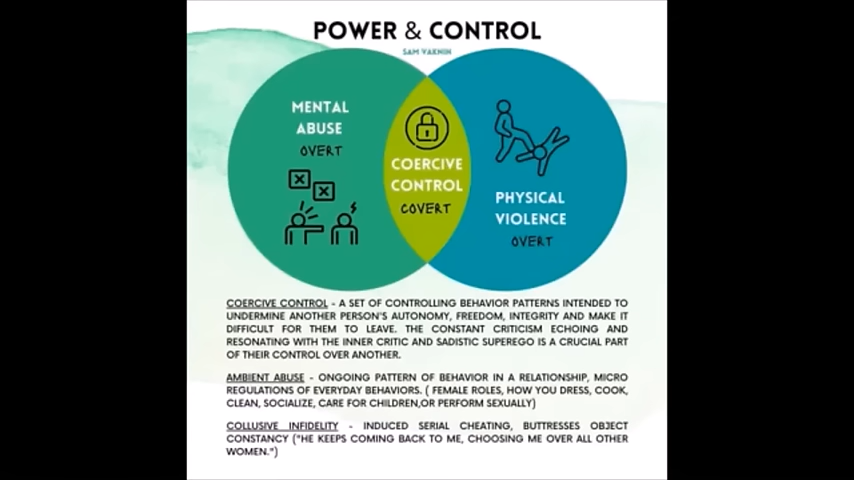 POWER & CONTROL
SAM VAKNIN
MENTAL
ABUSE
OVERT
COERCIVE
CONTROL
COVERT
PHYSICAL
VIOLENCE
OVERT
COERCIVE CONTROL - A SET OF CONTROLLING BEHAVIOR PATTERNS INTENDED TO
UNDERMINE ANOTHER PERSON'S AUTONOMY, FREEDOM, INTEGRITY AND MAKE IT
DIFFICULT FOR THEM TO LEAVE. THE CONSTANT CRITICISM ECHOING AND
RESONATING WITH THE INNER CRITIC AND SADISTIC SUPEREGO IS A CRUCIAL PART
OF THEIR CONTROL OVER ANOTHER.
AMBIENT ABUSE - ONGOING PATTERN OF BEHAVIOR IN A RELATIONSHIP, MICRO
REGULATIONS OF EVERYDAY BEHAVIORS. ( FEMALE ROLES, HOW YOU DRESS, COOK,
CLEAN, SOCIALIZE, CARE FOR CHILDREN,OR PERFORM SEXUALLY)
COLLUSIVE INFIDELITY - INDUCED SERIAL CHEATING, BUTTRESSES OBJECT
CONSTANCY ("HE KEEPS COMING BACK TO ME, CHOOSING ME OVER ALL OTHER
WOMEN.")